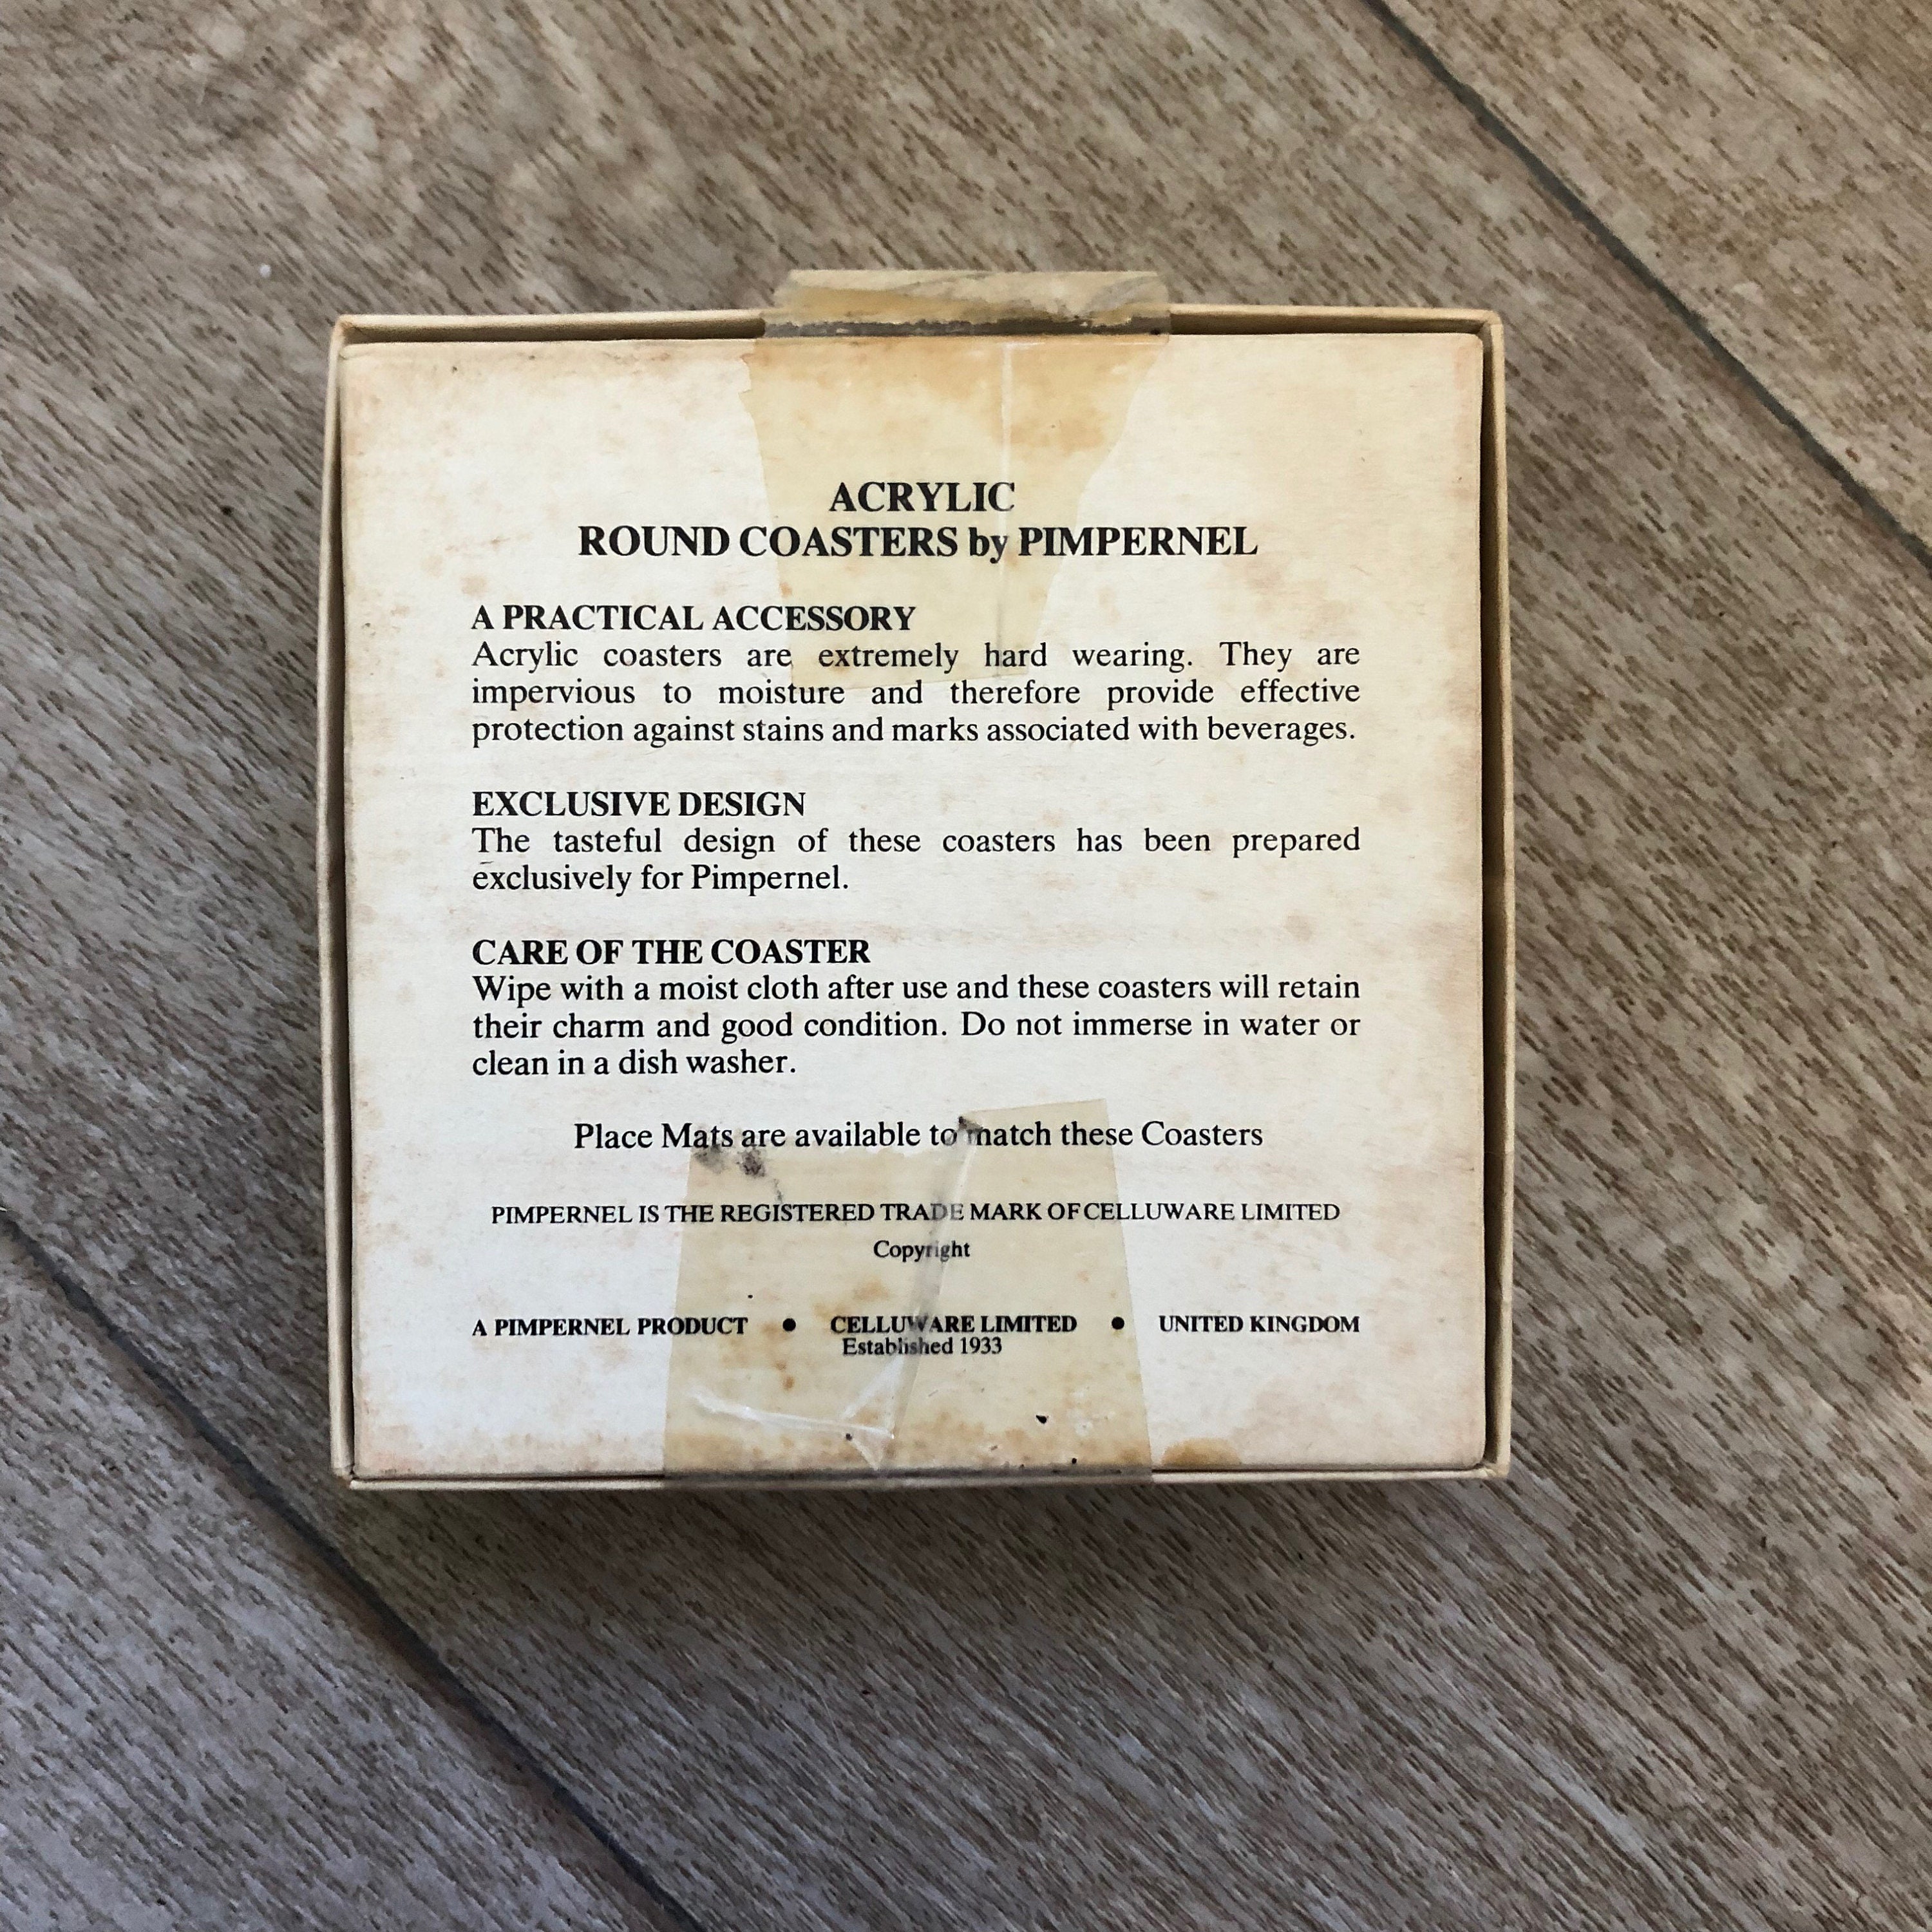 ACRYLIC
ROUND COASTERS by PIMPERNEL
A PRACTICAL ACCESSORY
Acrylic coasters are extremely hard wearing. They are
impervious to moisture and therefore provide effective
protection against stains and marks associated with beverages.
EXCLUSIVE DESIGN
The tasteful design of these coasters has been prepared
exclusively for Pimpernel.
CARE OF THE COASTER
Wipe with a moist cloth after use and these coasters will retain
their charm and good condition. Do not immerse in water or
clean in a dish washer.
Place Mats are available to match these Coasters
PIMPERNEL IS THE REGISTERED TRADE MARK OF CELLUWARE LIMITED
Copyright
A PIMPERNEL PRODUCT ● CELLUWARE LIMITED ● UNITED KINGDOM
Established 1933